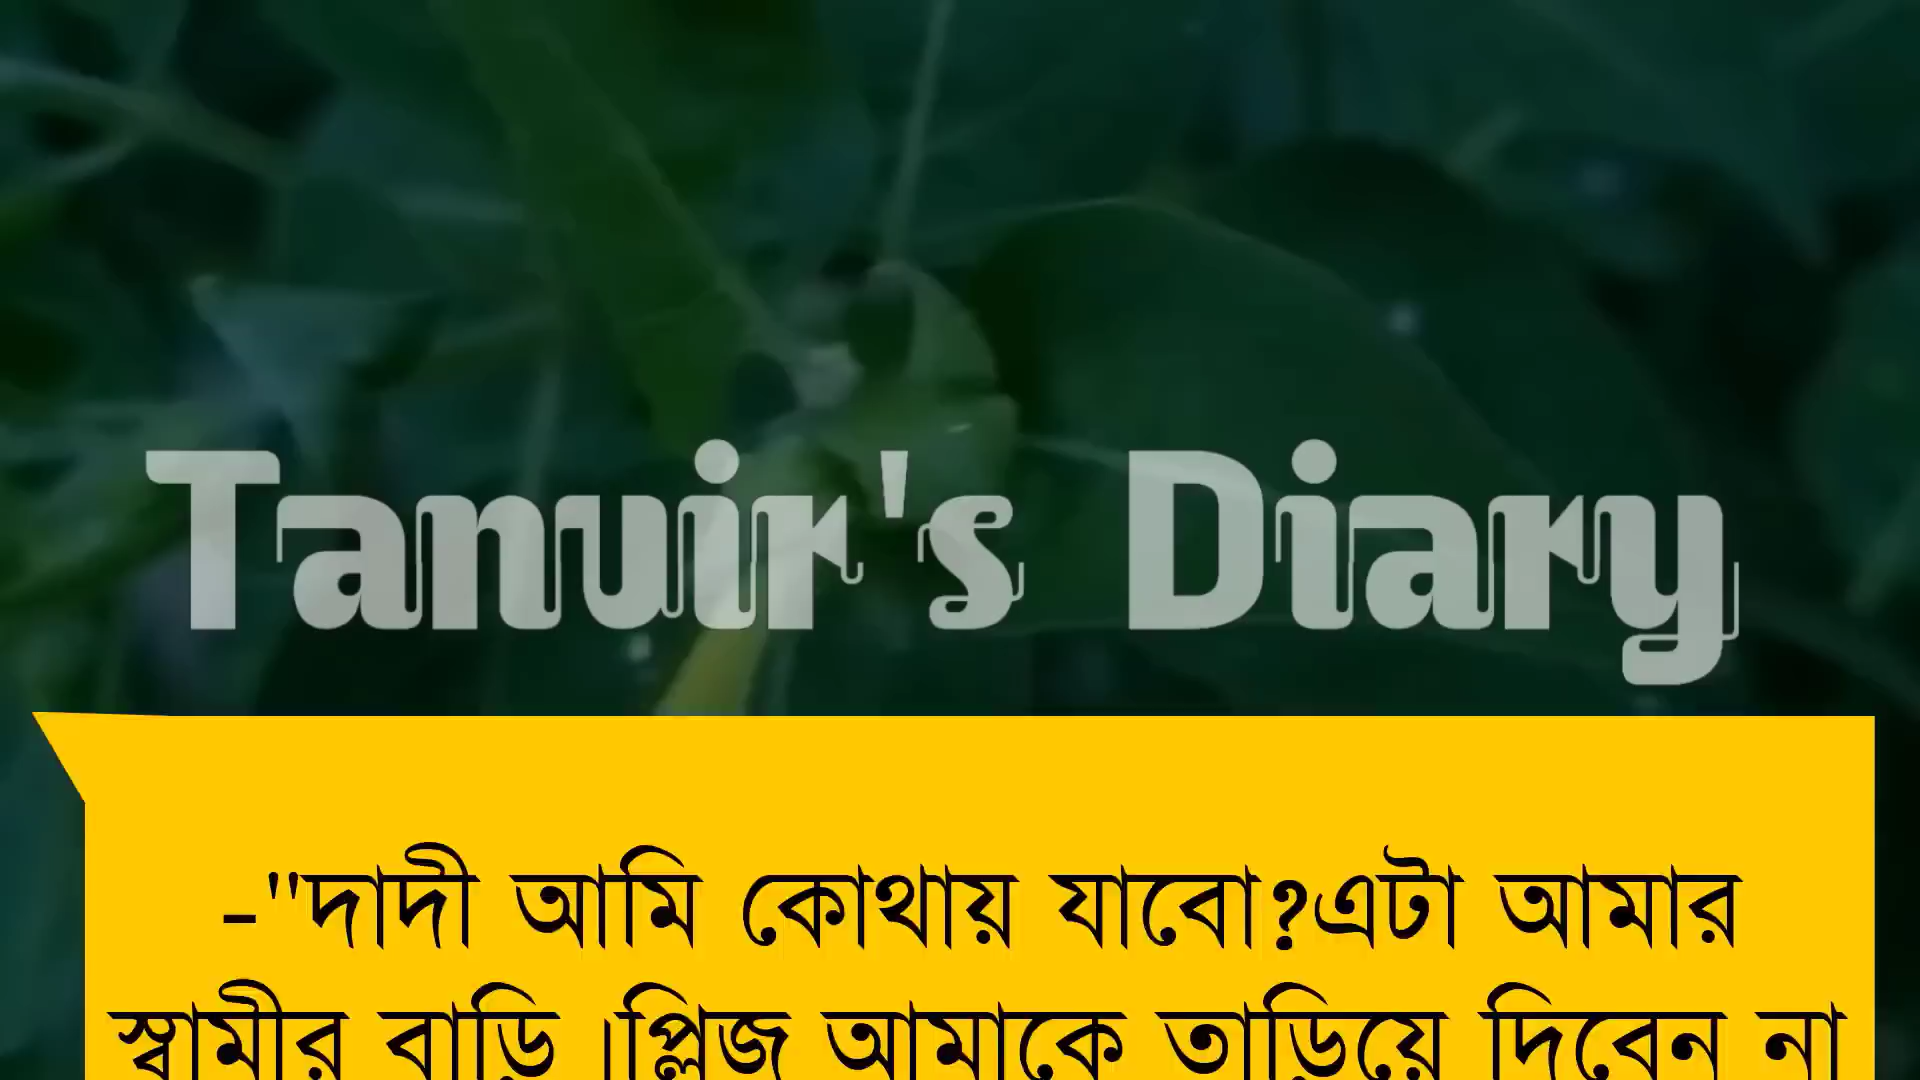 Tanvir's Diary
-"দাদী আমি কোথায় যাবো?এটা আমার
স্বামীর বাড়ি।প্লিজ আমাকে তাড়িয়ে দিবেন না